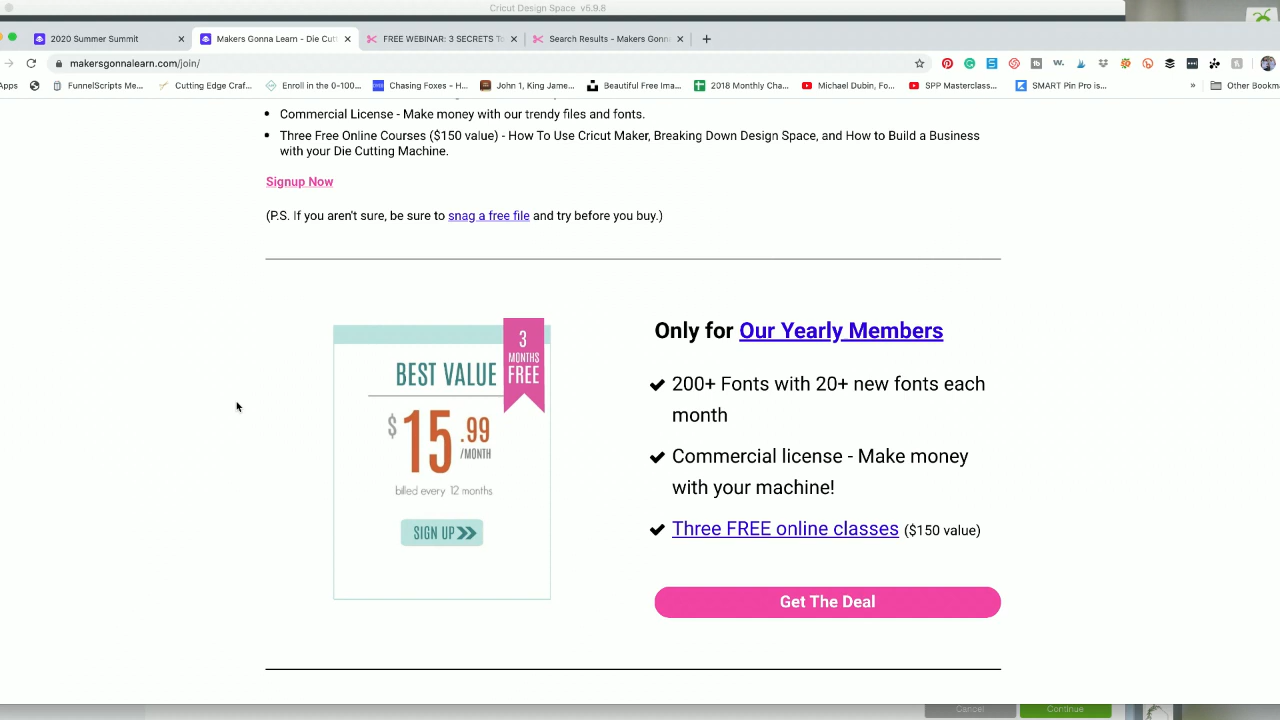 Cricut Design Space v6.9.8
2020 Summer Summit
Makers Gonna Learn - Die Cutt
FREE WEBINAR: 3 SECRETS T
Search Results - Makers Gonn
makersgonnalearn.com/join/
Apps
FunnelScripts Me...
Cutting Edge Craf...
Enroll in the 0-100...
Chasing Foxes – H...
John 1, King Jame...
Beautiful Free Ima...
2018 Monthly Cha...
Michael Dubin, Fo...
SPP Masterclass...
SMART Pin Pro is...
»
Other Bookma
• Commercial License - Make money with our trendy files and fonts.
• Three Free Online Courses ($150 value) - How To Use Cricut Maker, Breaking Down Design Space, and How to Build a Business
with your Die Cutting Machine.
Signup Now
(P.S. If you aren't sure, be sure to snag a free file and try before you buy.)
3
MONTHS
FREE
BEST VALUE
$15.99
/MONTH
billed every 12 months
SIGN UP
Only for Our Yearly Members
200+ Fonts with 20+ new fonts each
month
Commercial license - Make money
with your machine!
Three FREE online classes ($150 value)
Get The Deal
Cancel
Continue